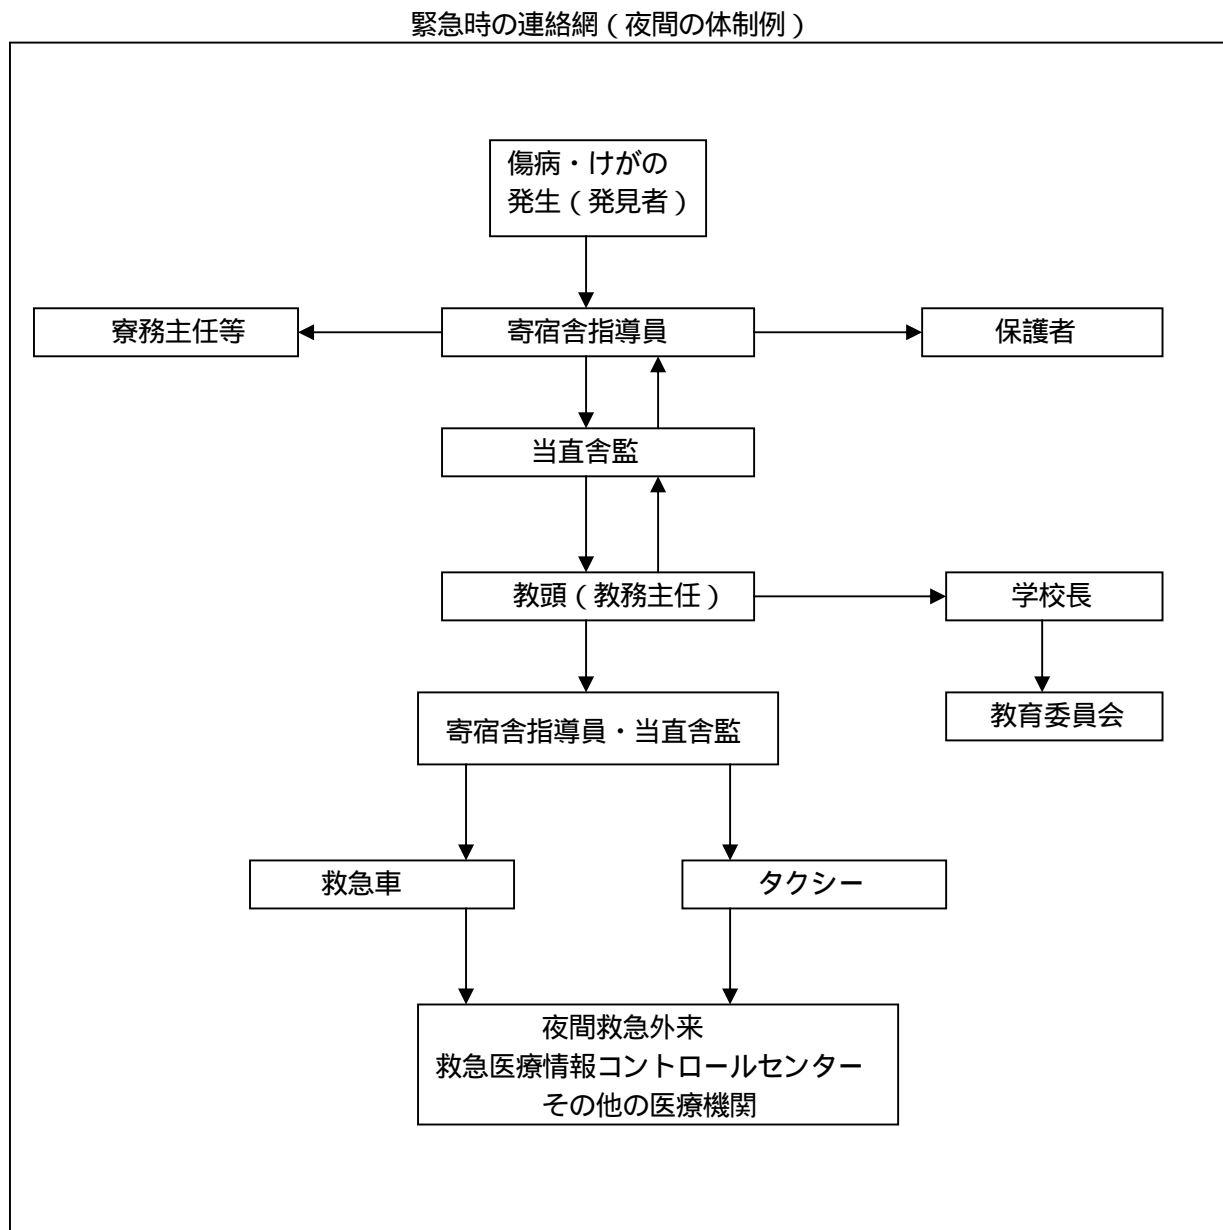 緊急時の連絡網(夜間の体制例)
傷病・けがの
発生(発見者)
寮務主任等
寄宿舎指導員
保護者
当直舎監
教頭(教務主任)
学校長
寄宿舎指導員・当直舎監
教育委員会
救急車
タクシー
夜間救急外来
救急医療情報コントロールセンター
その他の医療機関